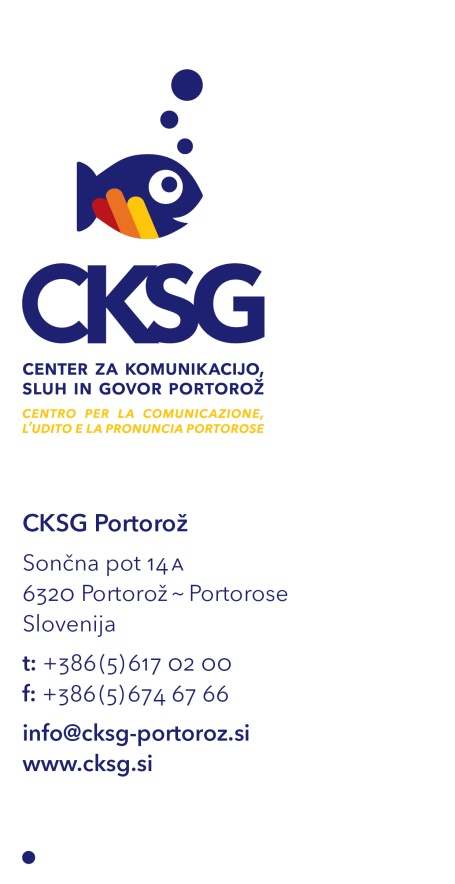 CKSG
CENTER ZA KOMUNIKACIJO,
SLUH IN GOVOR PORTOROŽ
CENTRO PER LA COMUNICAZIONE,
L'UDITO E LA PRONUNCIA PORTOROSE
CKSG Portorož
Sončna pot 14A
6320 Portorož ~ Portorose
Slovenija
t: +386(5)617 02 00
f: +386(5)674 67 66
info@cksg-portoroz.si
www.cksg.si